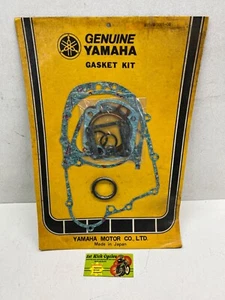 GENUINE
YAMAHA
GASKET KIT
YAMAHA MOTOR CO., LTD.
Made in Japan